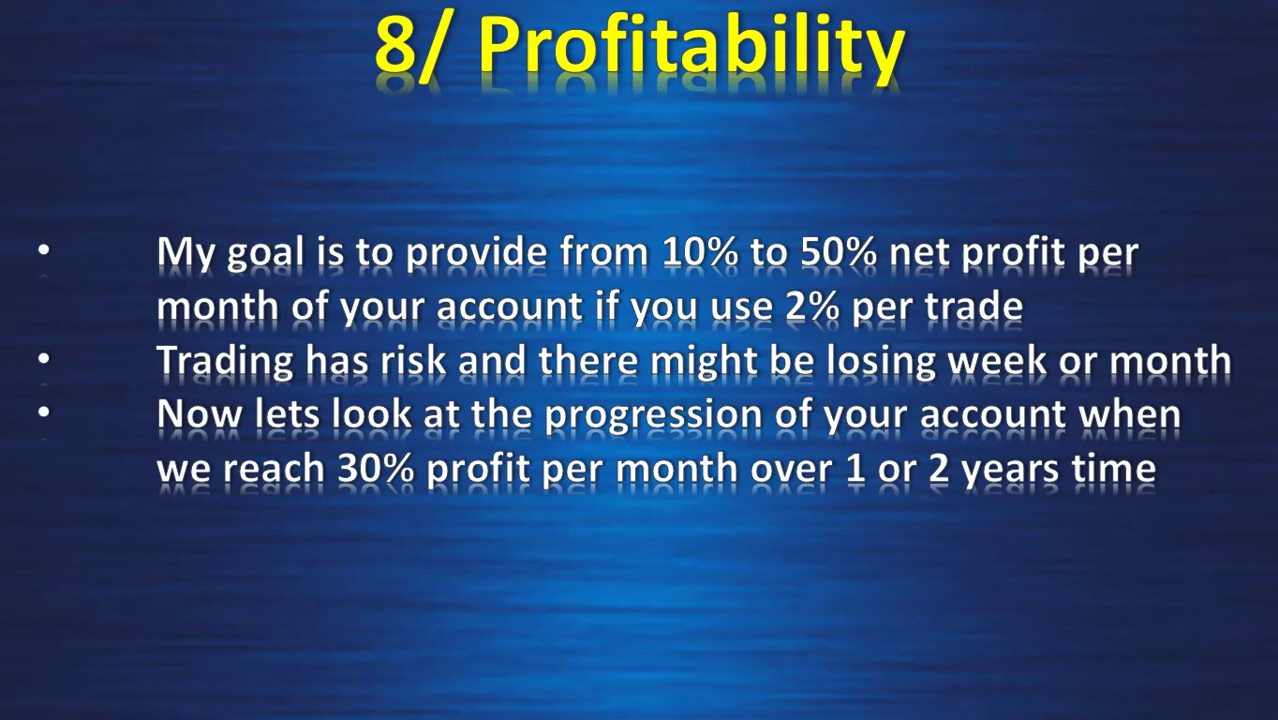 8/ Profitability
• My goal is to provide from 10% to 50% net profit per
month of your account if you use 2% per trade
• Trading has risk and there might be losing week or month
• Now lets look at the progression of your account when
we reach 30% profit per month over 1 or 2 years time